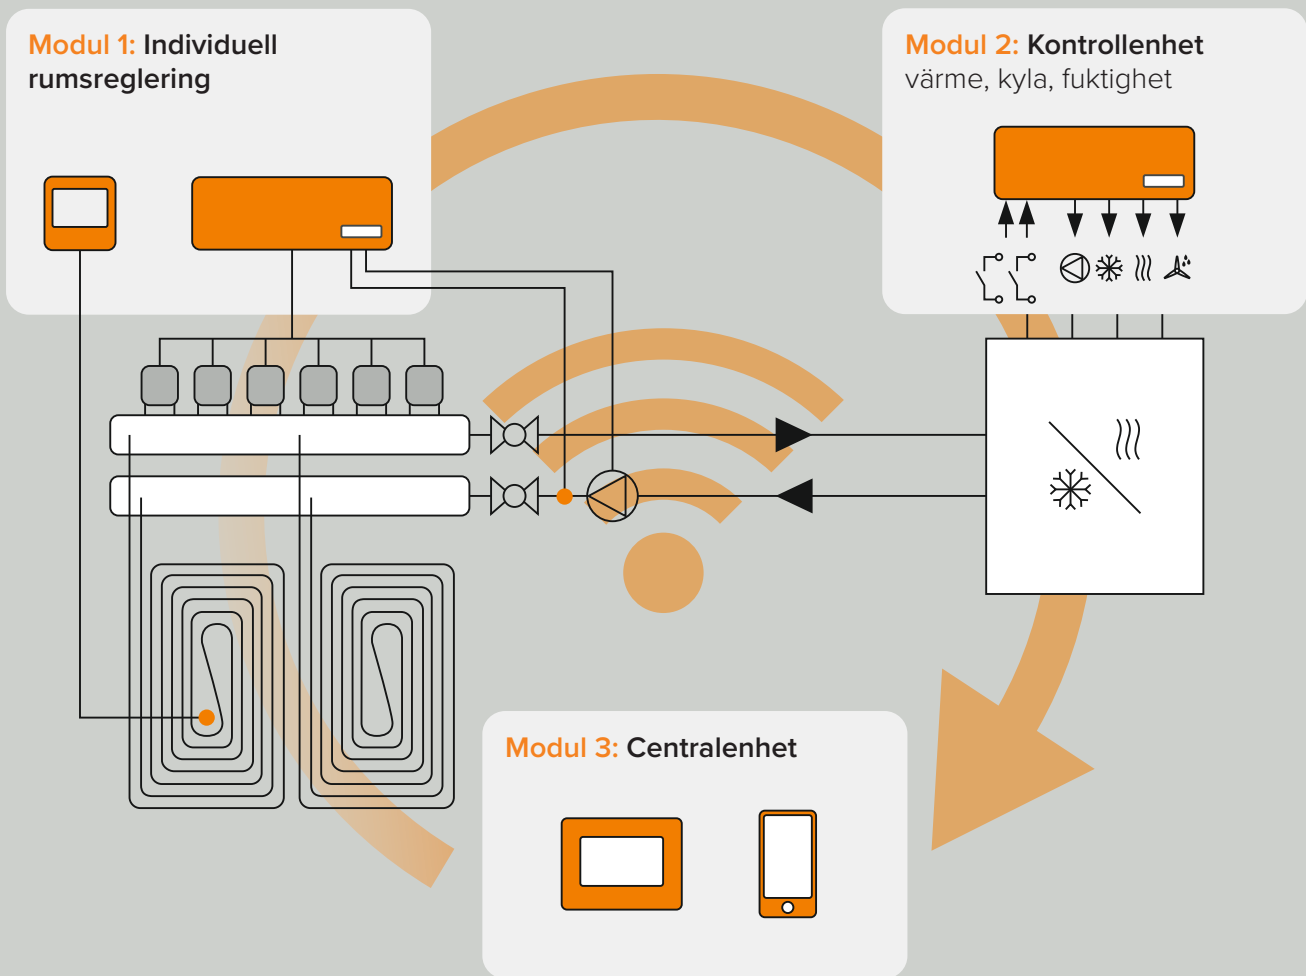 Modul 1: Individuell
rumsreglering
Modul 2: Kontrollenhet
värme, kyla, fuktighet
Modul 3: Centralenhet